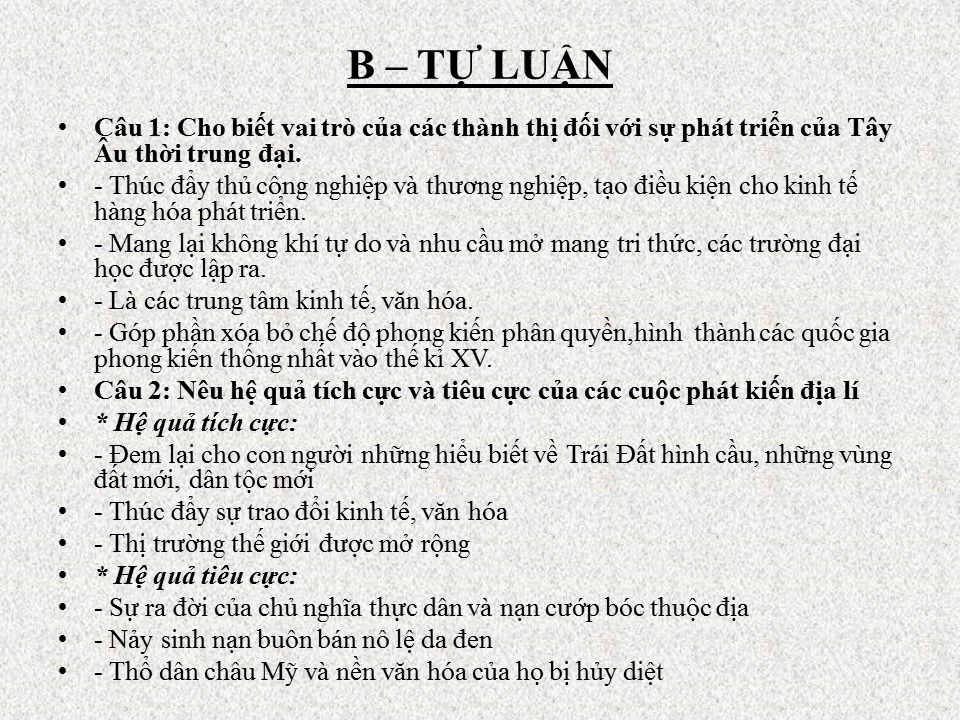 B – TỰ LUẬN
• Câu 1: Cho biết vai trò của các thành thị đối với sự phát triển của Tây
Âu thời trung đại.
• - Thúc đẩy thủ công nghiệp và thương nghiệp, tạo điều kiện cho kinh tế
hàng hóa phát triển.
• - Mang lại không khí tự do và nhu cầu mở mang tri thức, các trường đại
học được lập ra.
• - Là các trung tâm kinh tế, văn hóa.
• - Góp phần xóa bỏ chế độ phong kiến phân quyền,hình thành các quốc gia
phong kiến thống nhất vào thế kỉ XV.
• Câu 2: Nêu hệ quả tích cực và tiêu cực của các cuộc phát kiến địa lí
• * Hệ quả tích cực:
• - Đem lại cho con người những hiểu biết về Trái Đất hình cầu, những vùng
đất mới, dân tộc mới
• - Thúc đẩy sự trao đổi kinh tế, văn hóa
• - Thị trường thế giới được mở rộng
• * Hệ quả tiêu cực:
• - Sự ra đời của chủ nghĩa thực dân và nạn cướp bóc thuộc địa
• - Nảy sinh nạn buôn bán nô lệ da đen
• - Thổ dân châu Mỹ và nền văn hóa của họ bị hủy diệt